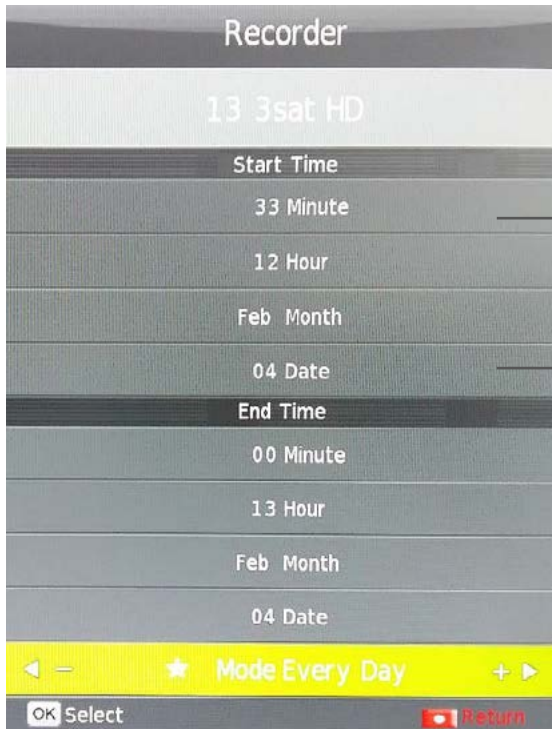 Recorder
13 3sat HD
Start Time
33 Minute
12 Hour
Feb Month
04 Date
End Time
00 Minute
13 Hour
Feb Month
04 Date
− Mode Every Day +
OK Select Return